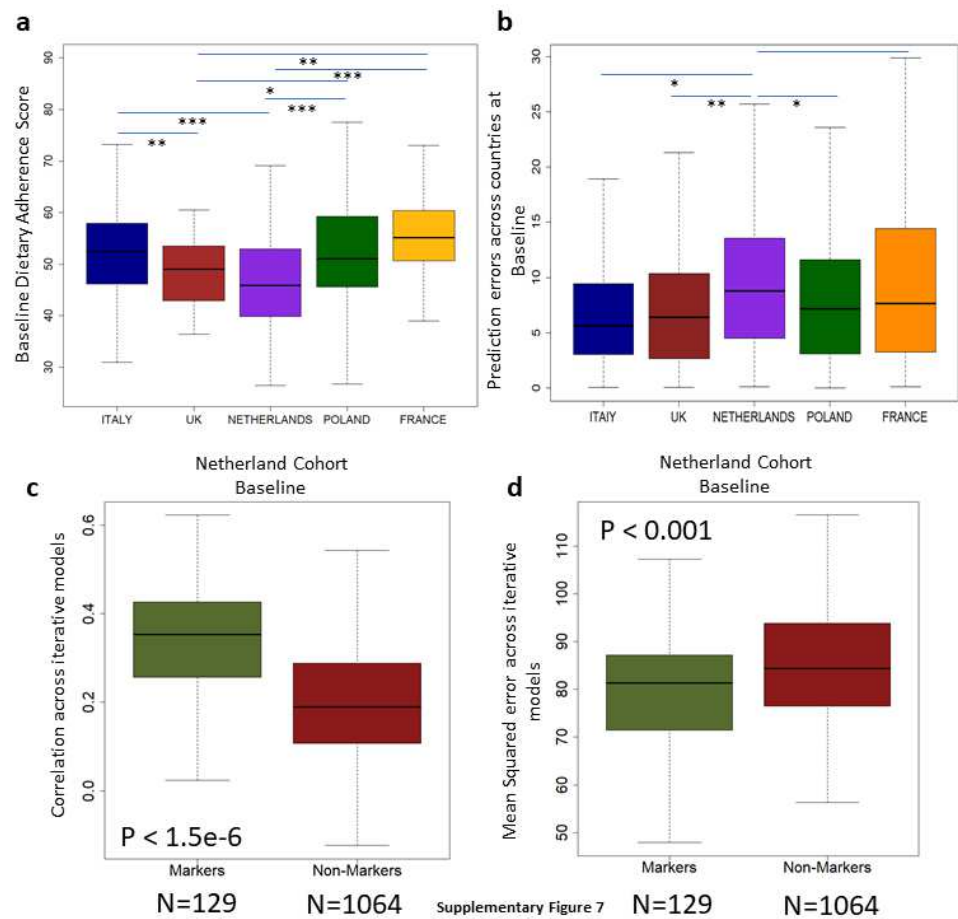 a
Baseline Dietary Adherence Score
90
80
70
60
50
40
30
**
***
*
***
***
**
ITALY UK NETHERLANDS POLAND FRANCE
b
Prediction errors across countries at
Baseline
30
25
20
15
10
5
0
*
**
*
ITAIY UK NETHERLANDS POLAND FRANCE
c
Netherland Cohort
Baseline
Correlation across iterative models
0.6
0.4
0.2
0.0
P < 1.5e-6
Markers Non-Markers
N=129 N=1064
d
Netherland Cohort
Baseline
Mean Squared error across iterative
models
110
100
90
80
70
60
50
P < 0.001
Markers Non-Markers
N=129 N=1064
Supplementary Figure 7